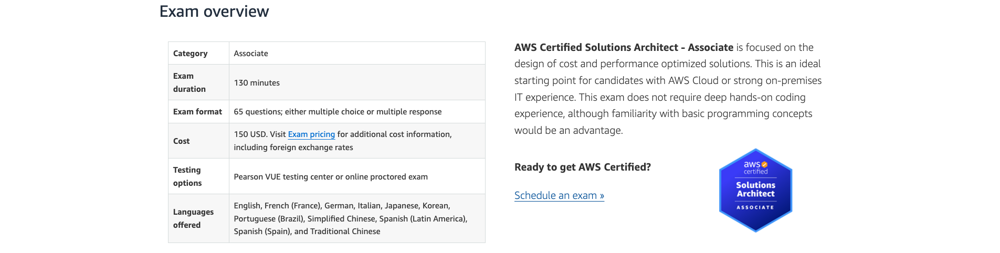 Exam overview
Category
Associate
Exam
duration
130 minutes
Exam format
65 questions; either multiple choice or multiple response
Cost
150 USD. Visit Exam pricing for additional cost information,
including foreign exchange rates
Testing
options
Pearson VUE testing center or online proctored exam
Languages
offered
English, French (France), German, Italian, Japanese, Korean,
Portuguese (Brazil), Simplified Chinese, Spanish (Latin America),
Spanish (Spain), and Traditional Chinese
AWS Certified Solutions Architect - Associate is focused on the
design of cost and performance optimized solutions. This is an ideal
starting point for candidates with AWS Cloud or strong on-premises
IT experience. This exam does not require deep hands-on coding
experience, although familiarity with basic programming concepts
would be an advantage.
Ready to get AWS Certified?
Schedule an exam »
aws
certified
Solutions
Architect
ASSOCIATE